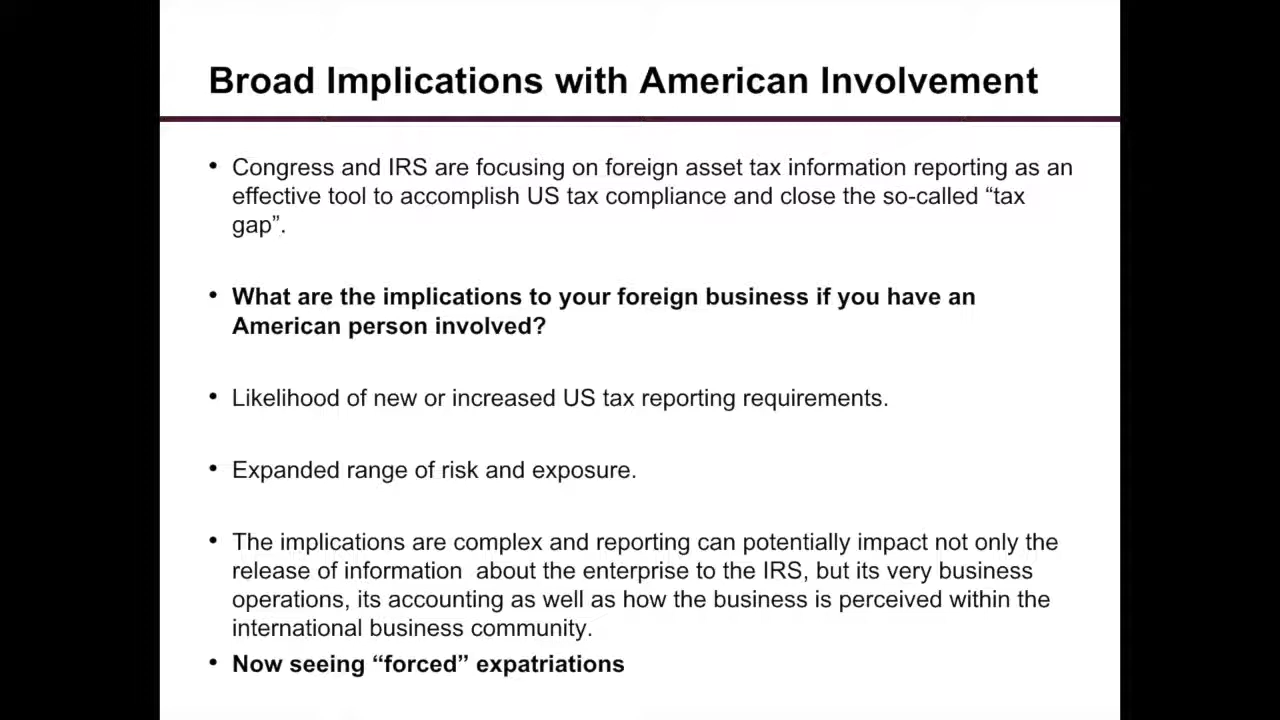 Broad Implications with American Involvement
• Congress and IRS are focusing on foreign asset tax information reporting as an
effective tool to accomplish US tax compliance and close the so-called “tax
gap”.
• What are the implications to your foreign business if you have an
American person involved?
• Likelihood of new or increased US tax reporting requirements.
• Expanded range of risk and exposure.
• The implications are complex and reporting can potentially impact not only the
release of information  about the enterprise to the IRS, but its very business
operations, its accounting as well as how the business is perceived within the
international business community.
• Now seeing “forced” expatriations